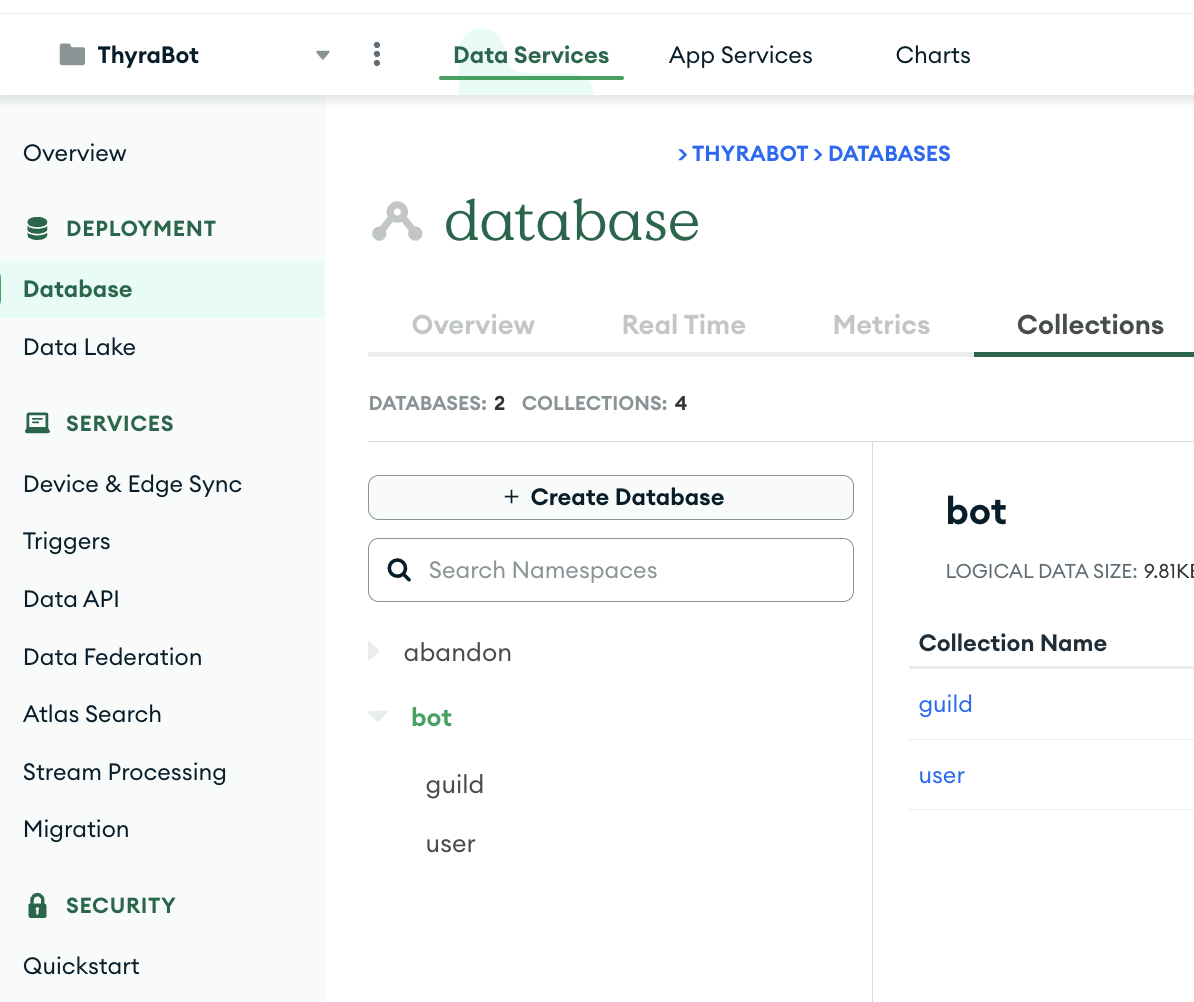 ThyraBot
Data Services
App Services
Charts
Overview
DEPLOYMENT
Database
Data Lake
SERVICES
Device & Edge Sync
Triggers
Data API
Data Federation
Atlas Search
Stream Processing
Migration
SECURITY
Quickstart
> THYRABOT > DATABASES
database
Overview
Real Time
Metrics
Collections
DATABASES: 2 COLLECTIONS: 4
+ Create Database
Search Namespaces
abandon
bot
guild
user
bot
LOGICAL DATA SIZE: 9.81KB
Collection Name
guild
user